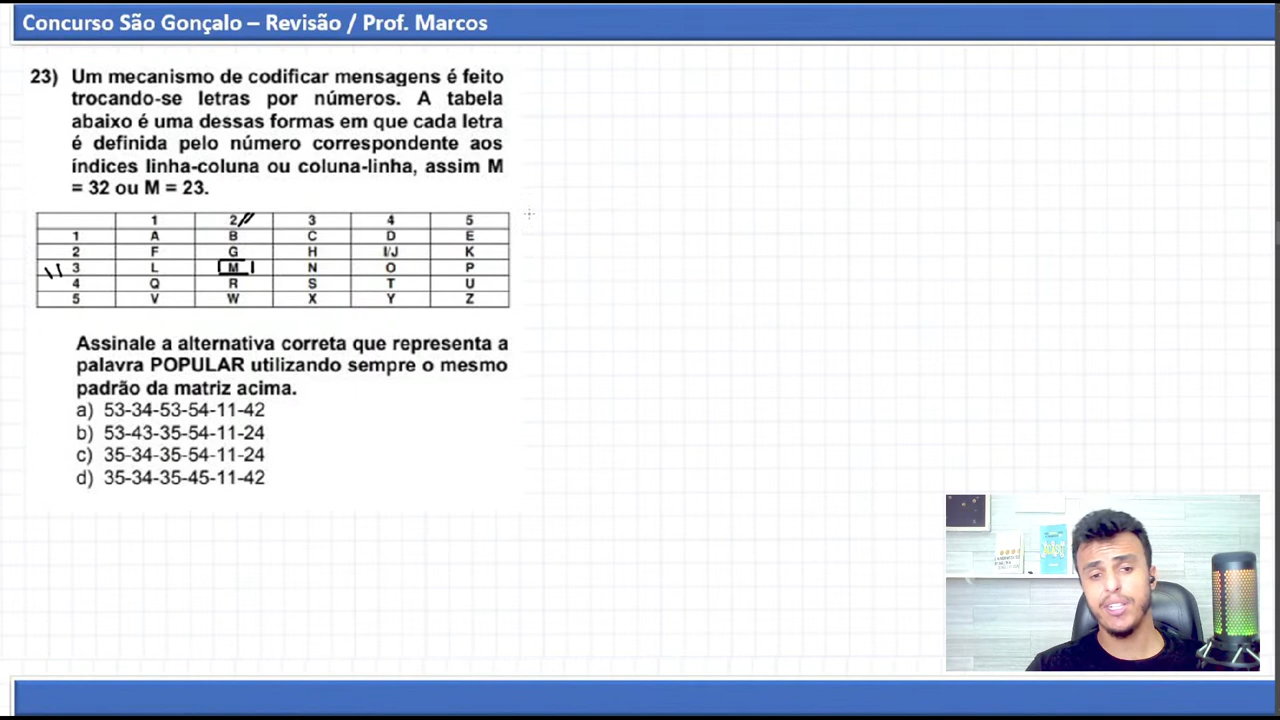 Concurso São Gonçalo – Revisão / Prof. Marcos
23) Um mecanismo de codificar mensagens é feito
trocando-se letras por números. A tabela
abaixo é uma dessas formas em que cada letra
é definida pelo número correspondente aos
índices linha-coluna ou coluna-linha, assim M
= 32 ou M = 23.
1 2 3 4 5
1 A B C D E
2 F G H I/J K
3 L M N O P
4 Q R S T U
5 V W X Y Z
Assinale a alternativa correta que representa a
palavra POPULAR utilizando sempre o mesmo
padrão da matriz acima.
a) 53-34-53-54-11-42
b) 53-43-35-54-11-24
c) 35-34-35-54-11-24
d) 35-34-35-45-11-42